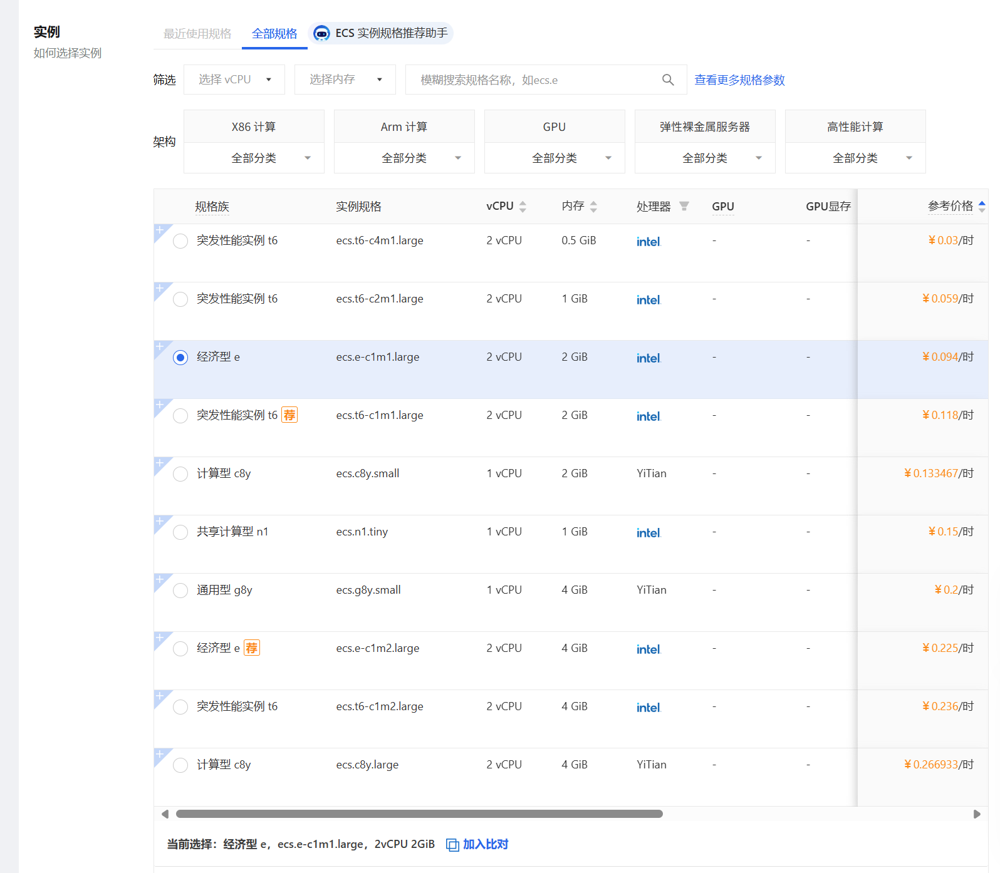 实例
如何选择实例
最近使用规格 全部规格 ECS 实例规格推荐助手
筛选 选择 vCPU 选择内存 模糊搜索规格名称，如ecs.e 查看更多规格参数
架构 X86 计算 Arm 计算 GPU 弹性裸金属服务器 高性能计算
全部分类 全部分类 全部分类 全部分类 全部分类
规格族 实例规格 vCPU 内存 处理器 GPU GPU显存 参考价格
突发性能实例 t6 ecs.t6-c4m1.large 2 vCPU 0.5 GiB intel. - - ¥ 0.03/时
突发性能实例 t6 ecs.t6-c2m1.large 2 vCPU 1 GiB intel. - - ¥ 0.059/时
经济型 e ecs.e-c1m1.large 2 vCPU 2 GiB intel. - - ¥ 0.094/时
突发性能实例 t6 荐 ecs.t6-c1m1.large 2 vCPU 2 GiB intel. - - ¥ 0.118/时
计算型 c8y ecs.c8y.small 1 vCPU 2 GiB YiTian - - ¥ 0.133467/时
共享计算型 n1 ecs.n1.tiny 1 vCPU 1 GiB intel. - - ¥ 0.15/时
通用型 g8y ecs.g8y.small 1 vCPU 4 GiB YiTian - - ¥ 0.2/时
经济型 e 荐 ecs.e-c1m2.large 2 vCPU 4 GiB intel. - - ¥ 0.225/时
突发性能实例 t6 ecs.t6-c1m2.large 2 vCPU 4 GiB intel. - - ¥ 0.236/时
计算型 c8y ecs.c8y.large 2 vCPU 4 GiB YiTian - - ¥ 0.266933/时
当前选择：经济型 e，ecs.e-c1m1.large，2vCPU 2GiB 加入比对